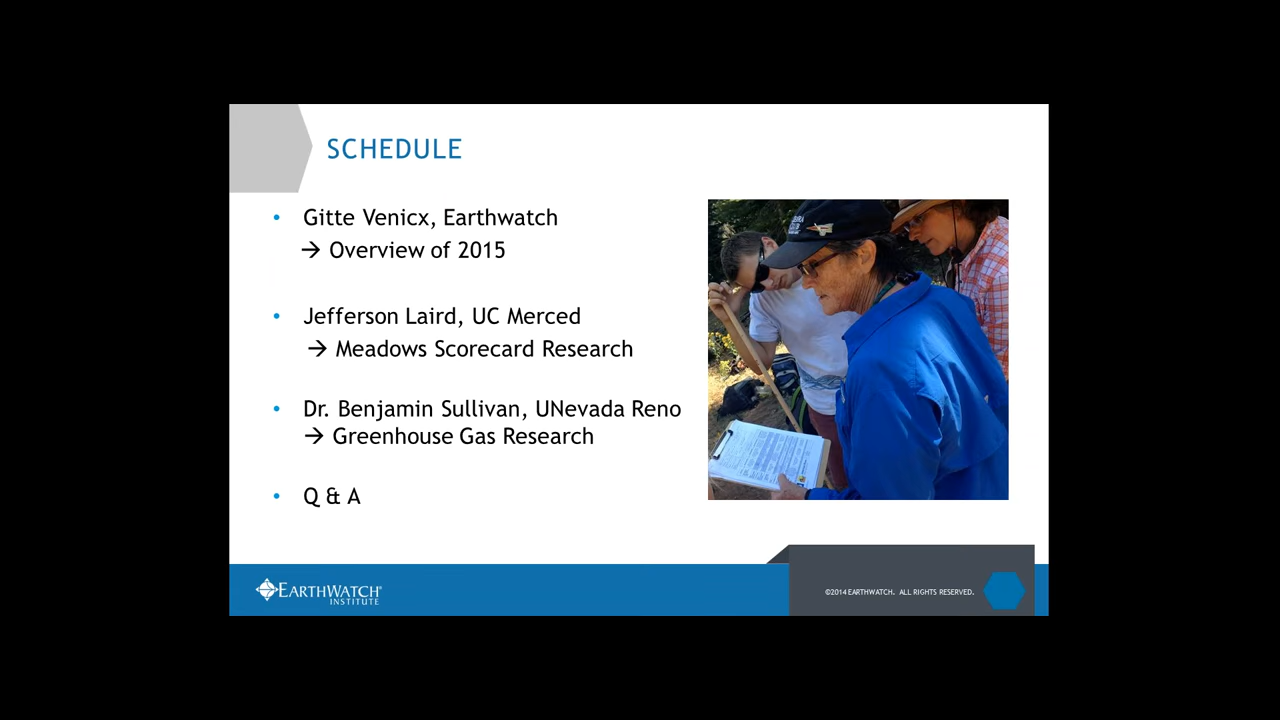 SCHEDULE
• Gitte Venicx, Earthwatch
→ Overview of 2015
• Jefferson Laird, UC Merced
→ Meadows Scorecard Research
• Dr. Benjamin Sullivan, UNevada Reno
→ Greenhouse Gas Research
• Q & A
EARTHWATCH®
INSTITUTE
©2014 EARTHWATCH. ALL RIGHTS RESERVED.